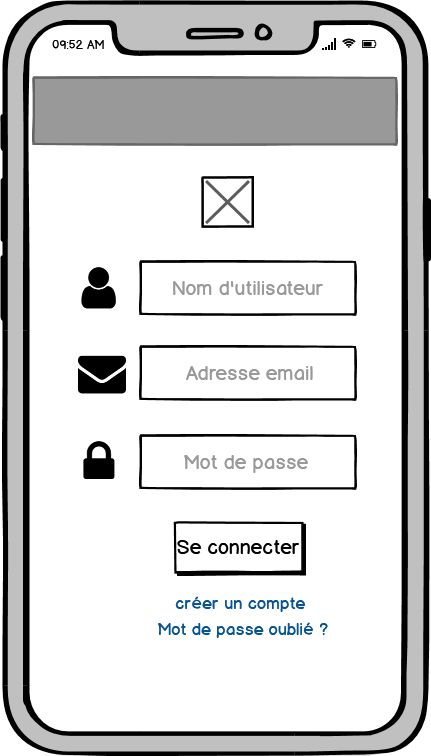 09:52 AM
Nom d'utilisateur
Adresse email
Mot de passe
Se connecter
créer un compte
Mot de passe oublié ?